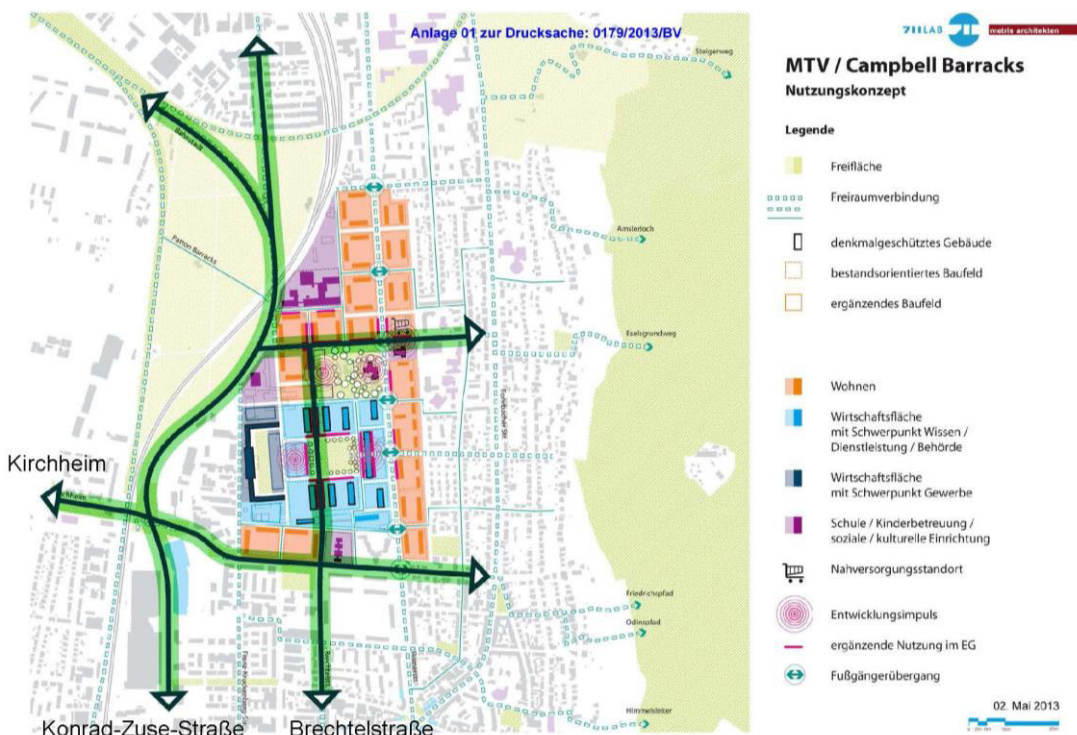 Anlage 01 zur Drucksache: 0179/2013/BV
711LAB
metris architekten
MTV / Campbell Barracks
Nutzungskonzept
Legende
Freifläche
Freiraumverbindung
denkmalgeschütztes Gebäude
bestandsorientiertes Baufeld
ergänzendes Baufeld
Wohnen
Wirtschaftsfläche
mit Schwerpunkt Wissen /
Dienstleistung / Behörde
Wirtschaftsfläche
mit Schwerpunkt Gewerbe
Schule / Kinderbetreuung /
soziale / kulturelle Einrichtung
Nahversorgungsstandort
Entwicklungsimpuls
ergänzende Nutzung im EG
Fußgängerübergang
02. Mai 2013
Steigerweg
Bahnstadt
Patton Barracks
Amslerloch
Eselsgrundweg
Kirchheim
Friedrichspfad
Odinspfad
Himmelsleiter
Konrad-Zuse-Straße
Brechtelstraße